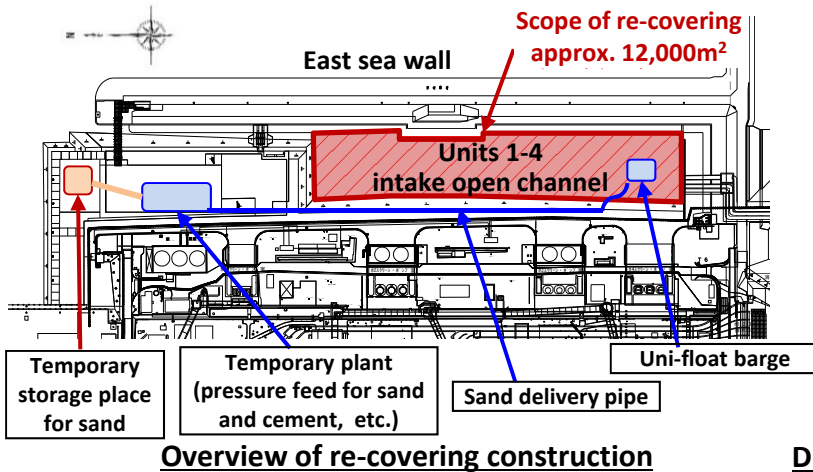 Scope of re-covering
approx. 12,000m²
East sea wall
Units 1-4
intake open channel
Temporary
storage place
for sand
Temporary plant
(pressure feed for sand
and cement, etc.)
Sand delivery pipe
Uni-float barge
Overview of re-covering construction
D